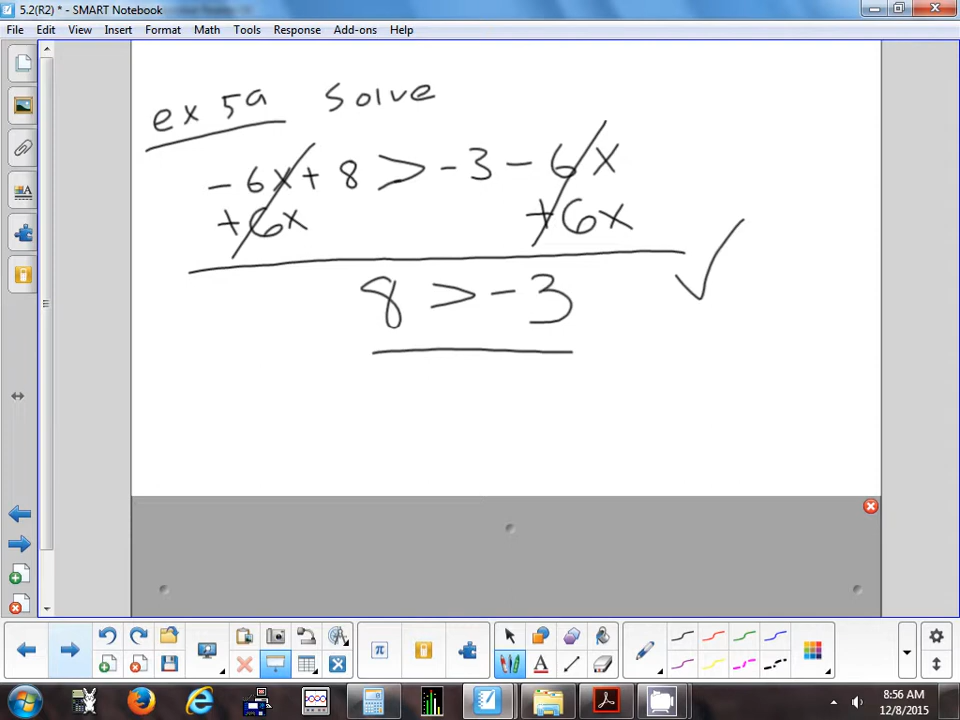 5.2(R2) * - SMART Notebook
File Edit View Insert Format Math Tools Response Add-ons Help
ex 5a Solve
-6x + 8 > -3 - 6x
+6x +6x
8 > -3
8:56 AM
12/8/2015